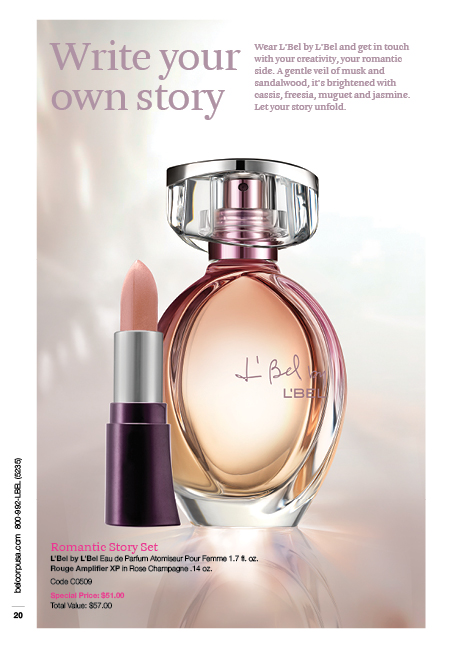 Write your
own story
Wear L'Bel by L'Bel and get in touch
with your creativity, your romantic
side. A gentle veil of musk and
sandalwood, it's brightened with
cassis, freesia, muguet and jasmine.
Let your story unfold.
L'Bel by
L'BEL
Romantic Story Set
L'Bel by L'Bel Eau de Parfum Atomiseur Pour Femme 1.7 fl. oz.
Rouge Amplifier XP in Rose Champagne .14 oz.
Code C0509
Special Price: $51.00
Total Value: $57.00
belcorpusa.com 800-992-LBEL (5235)
20